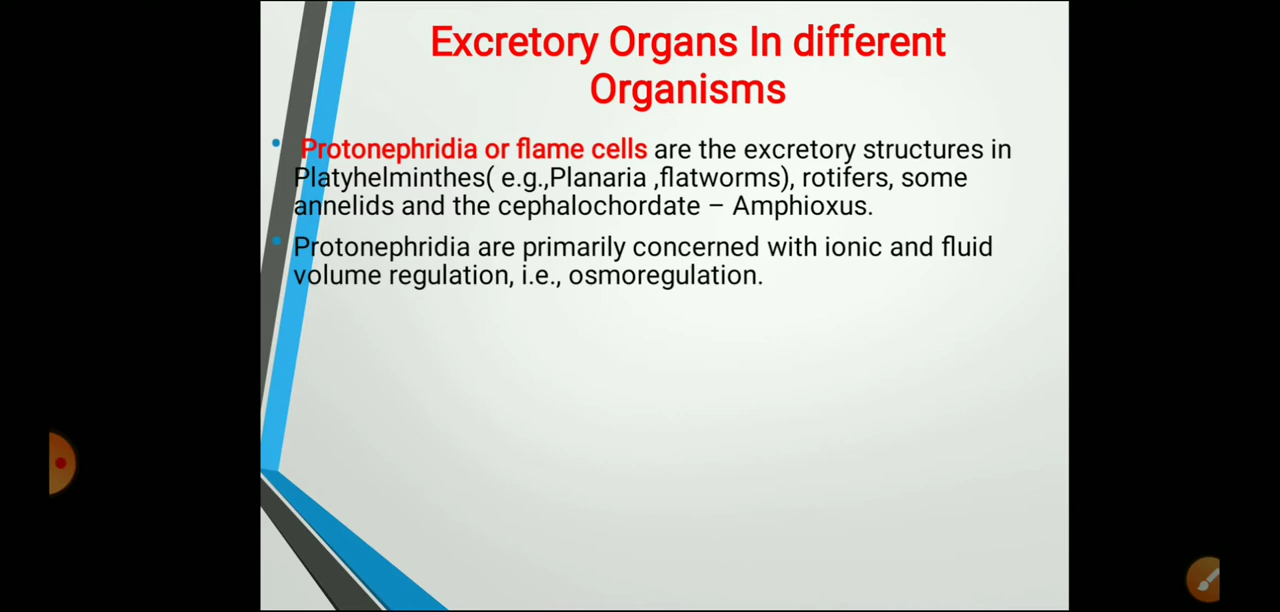 Excretory Organs In different
Organisms
• Protonephridia or flame cells are the excretory structures in
Platyhelminthes( e.g.,Planaria ,flatworms), rotifers, some
annelids and the cephalochordate – Amphioxus.
• Protonephridia are primarily concerned with ionic and fluid
volume regulation, i.e., osmoregulation.